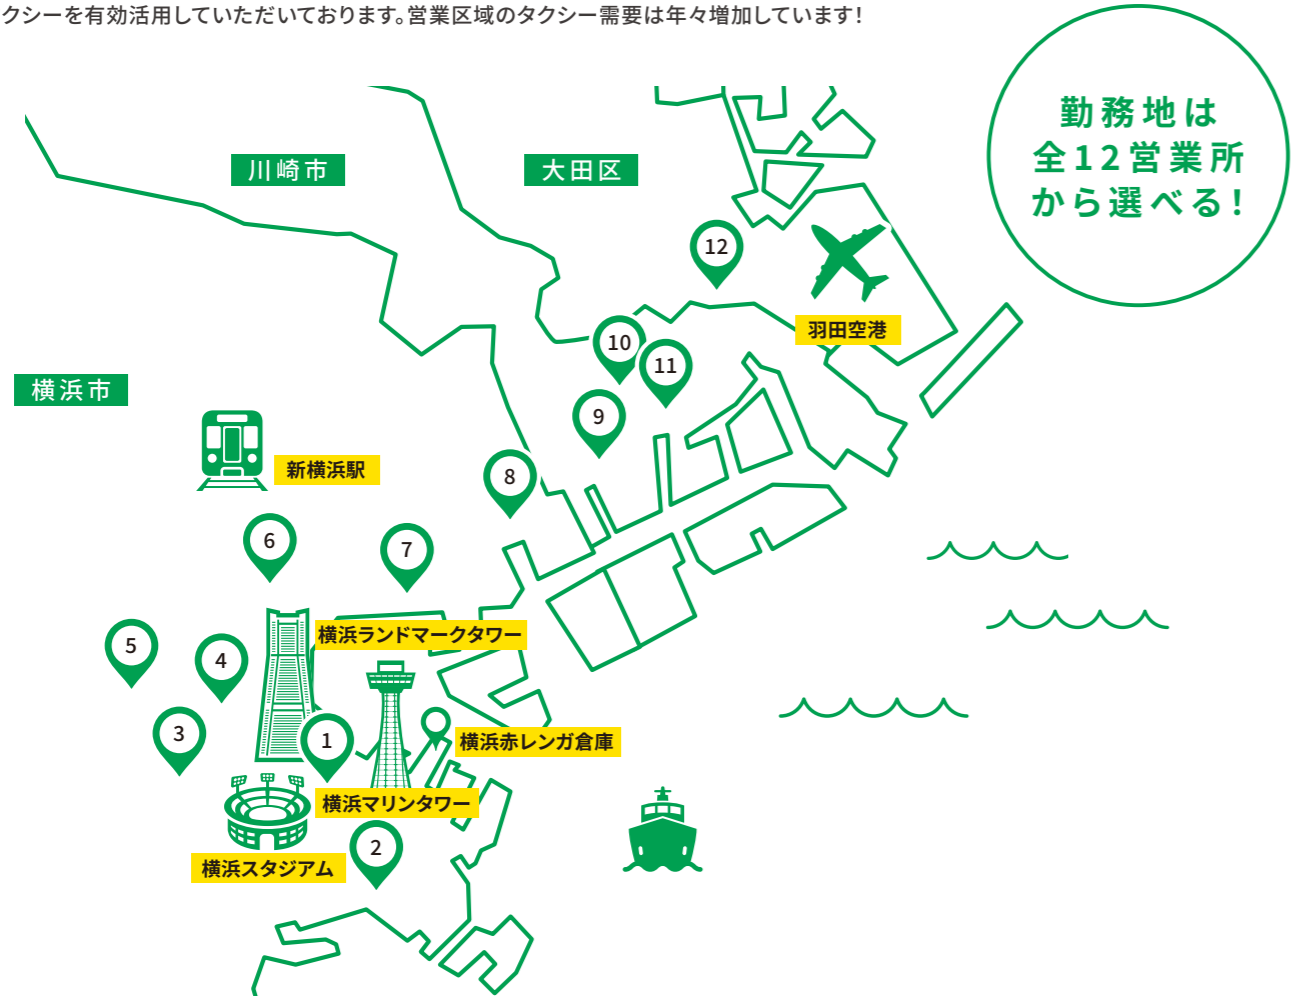 クシーを有効活用していただいております。営業区域のタクシー需要は年々増加しています!
勤務地は
全12営業所
から選べる!
川崎市
大田区
12
羽田空港
10
11
横浜市
9
新横浜駅
8
6
7
横浜ランドマークタワー
5
4
3
1
横浜赤レンガ倉庫
横浜マリンタワー
2
横浜スタジアム